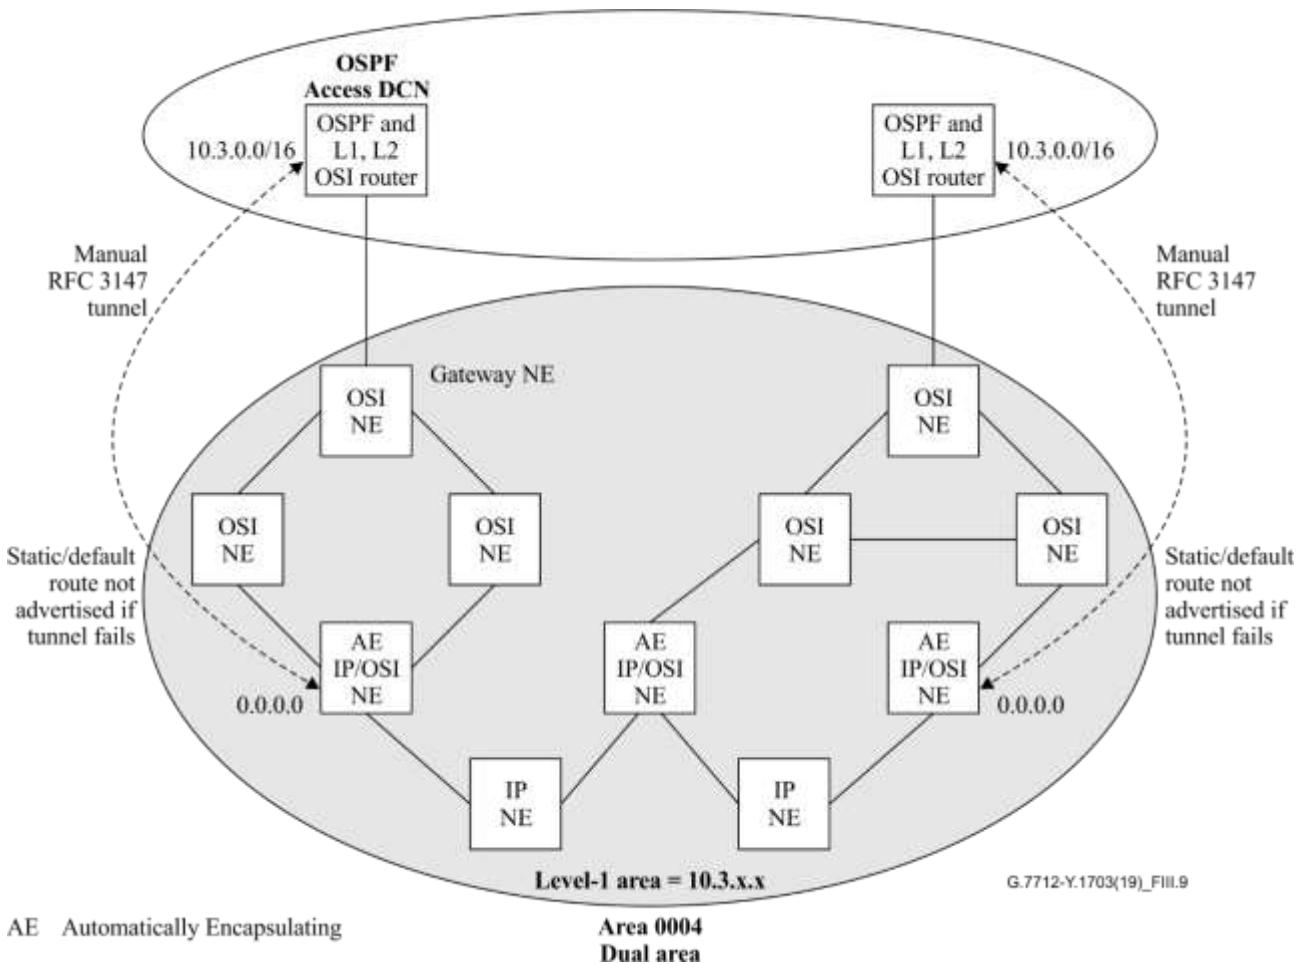 OSPF
Access DCN
OSPF and
L1, L2
OSI router
10.3.0.0/16
OSPF and
L1, L2
OSI router
10.3.0.0/16
Manual
RFC 3147
tunnel
Manual
RFC 3147
tunnel
Gateway NE
OSI
NE
OSI
NE
OSI
NE
OSI
NE
OSI
NE
OSI
NE
Static/default
route not
advertised if
tunnel fails
Static/default
route not
advertised if
tunnel fails
AE
IP/OSI
NE
0.0.0.0
AE
IP/OSI
NE
AE
IP/OSI
NE
0.0.0.0
IP
NE
IP
NE
Level-1 area = 10.3.x.x
G.7712-Y.1703(19)_FIII.9
AE Automatically Encapsulating
Area 0004
Dual area